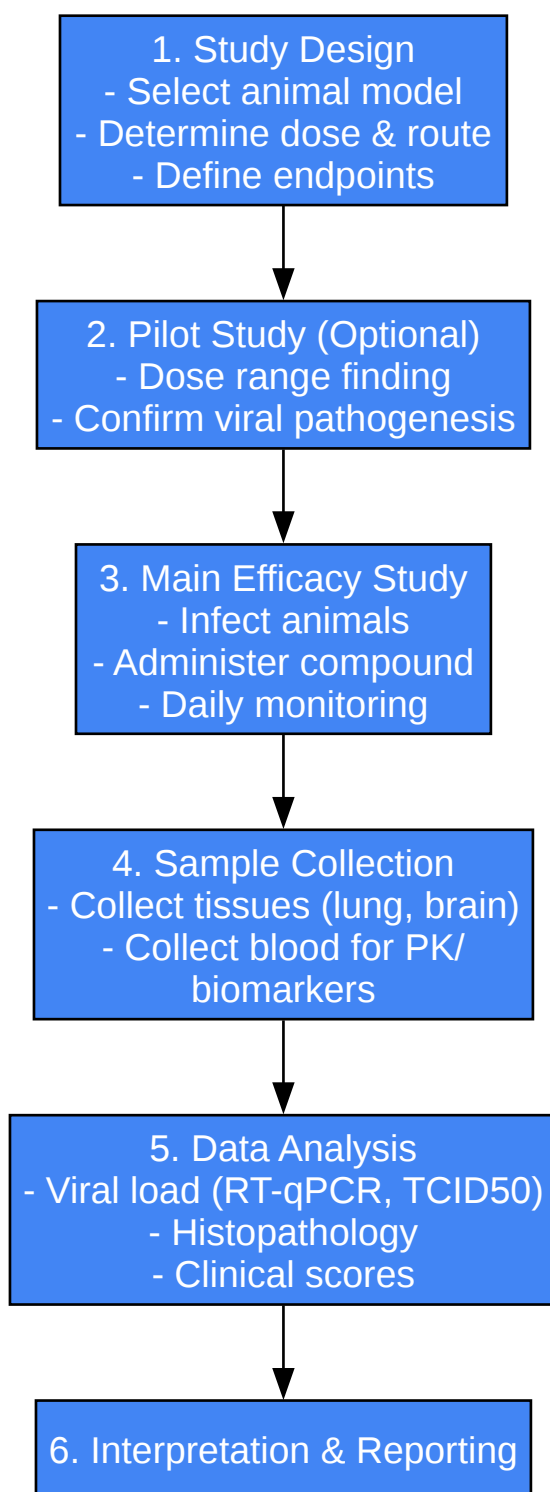 1. Study Design
- Select animal model
- Determine dose & route
- Define endpoints
2. Pilot Study (Optional)
- Dose range finding
- Confirm viral pathogenesis
3. Main Efficacy Study
- Infect animals
- Administer compound
- Daily monitoring
4. Sample Collection
- Collect tissues (lung, brain)
- Collect blood for PK/
biomarkers
5. Data Analysis
- Viral load (RT-qPCR, TCID50)
- Histopathology
- Clinical scores
6. Interpretation & Reporting